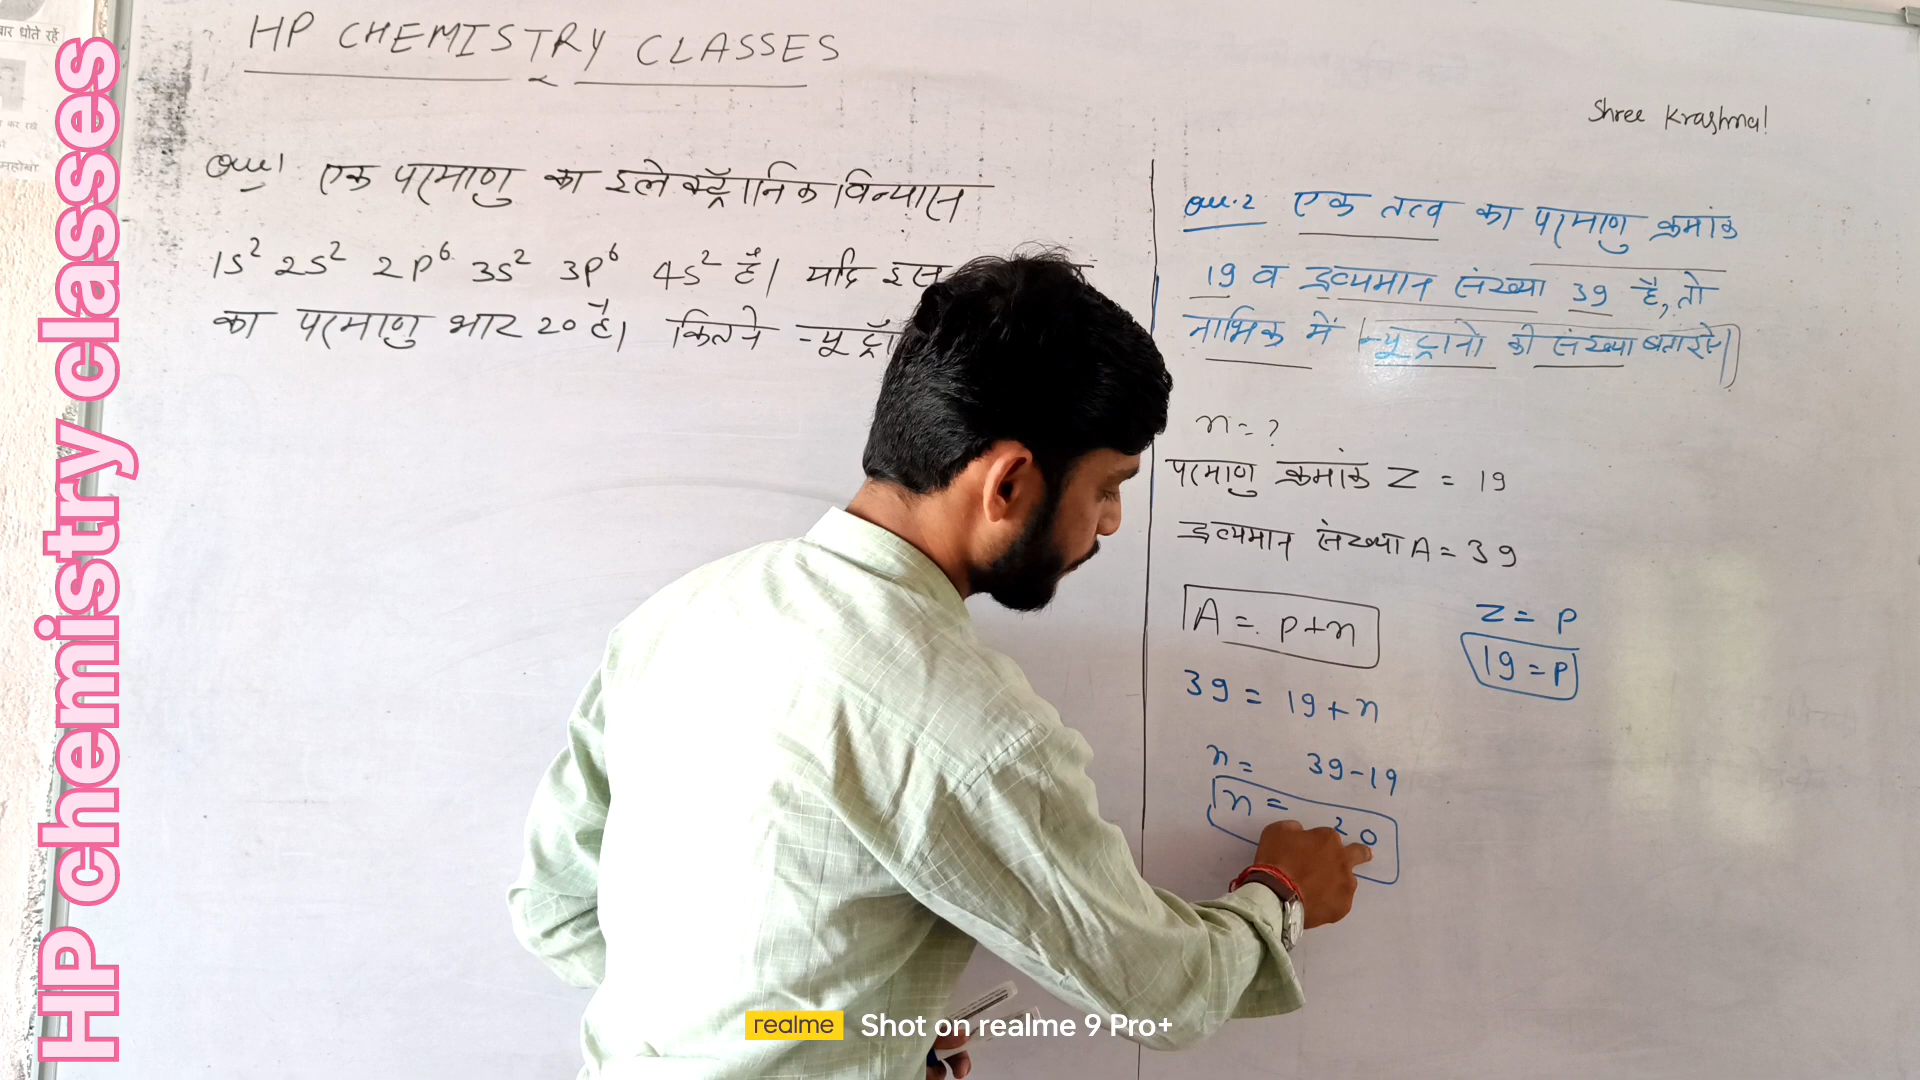 HP CHEMISTRY CLASSES
Shree Krashna!
Que 1 एक परमाणु का इलेक्ट्रॉनिक विन्यास
1s² 2s² 2p⁶ 3s² 3p⁶ 4s² है। यदि इस
का परमाणु भार 20 है। कितने
Que.2 एक तत्व का परमाणु क्रमांक
19 व द्रव्यमान संख्या 39 है, तो
नाभिक में न्यूट्रानो की संख्या बताइऐ।
n = ?
परमाणु क्रमांक Z = 19
द्रव्यमान संख्या A = 39
A = p+n
Z = P
19 = P
39 = 19+n
n = 39-19
n = 20
HP chemistry classes
realme Shot on realme 9 Pro+